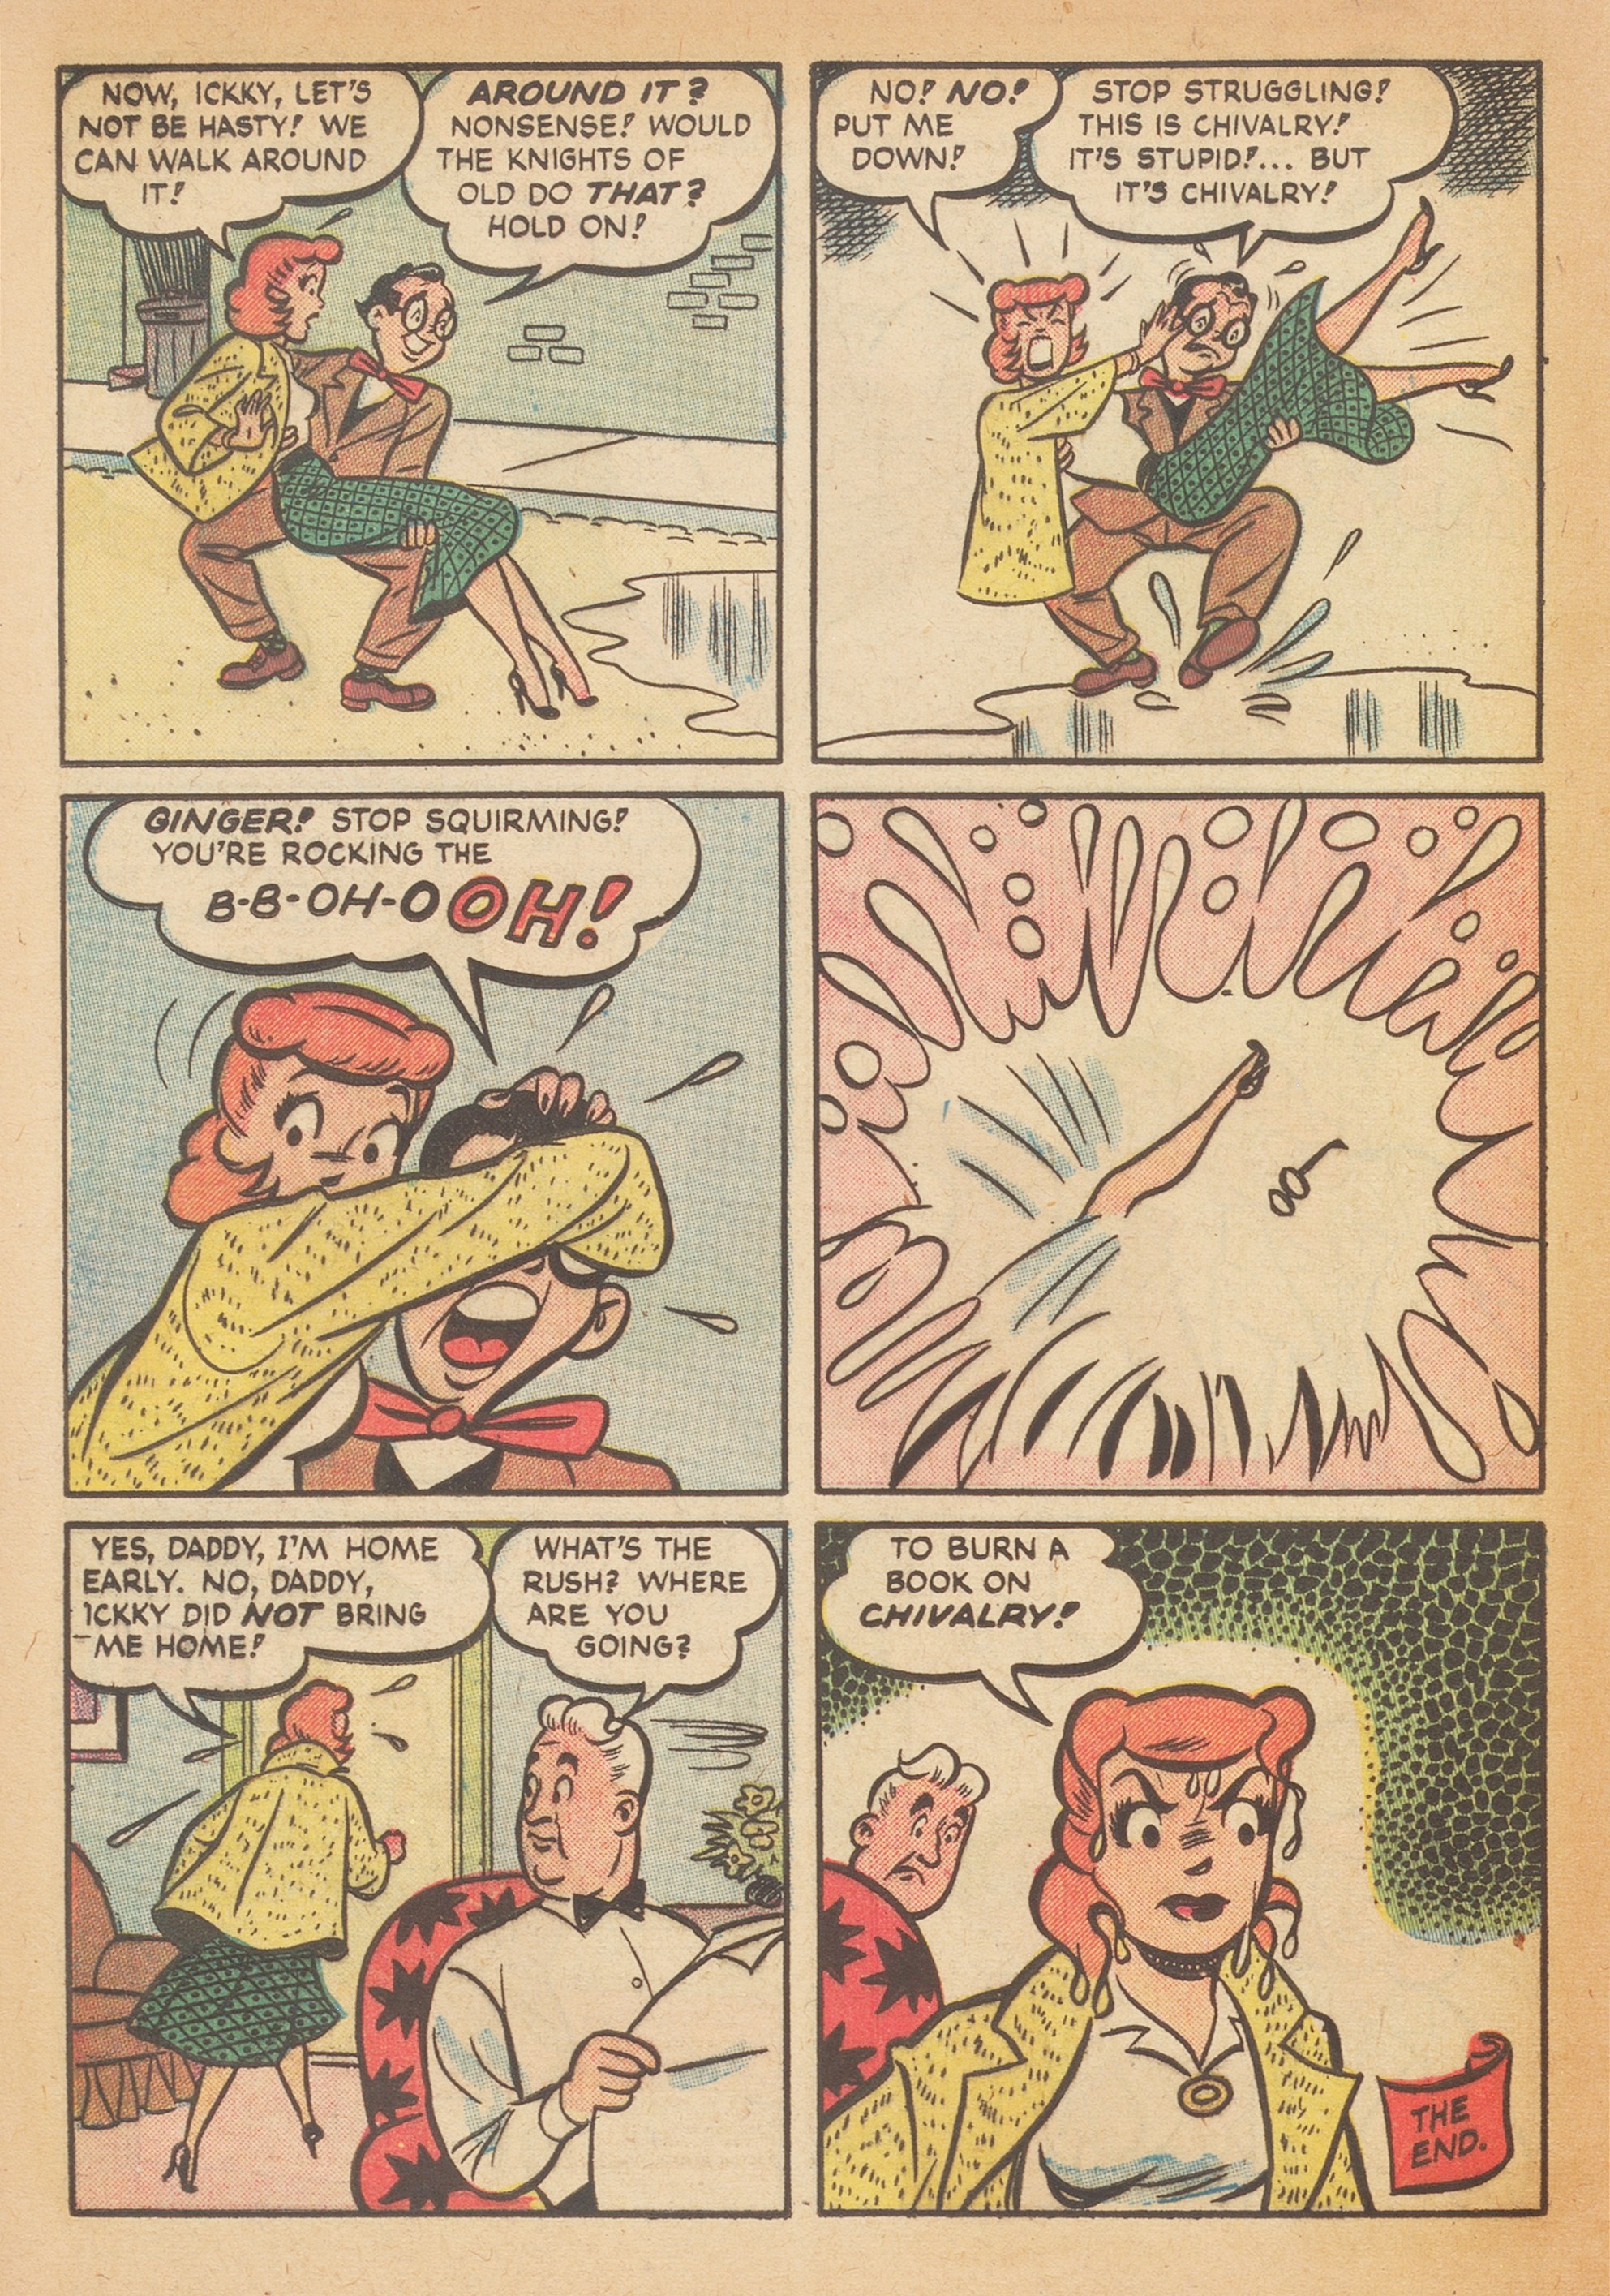 NOW, ICKKY, LET'S
NOT BE HASTY! WE
CAN WALK AROUND
IT!
AROUND IT?
NONSENSE! WOULD
THE KNIGHTS OF
OLD DO THAT?
HOLD ON!
NO! NO!
PUT ME
DOWN!
STOP STRUGGLING!
THIS IS CHIVALRY!
IT'S STUPID!... BUT
IT'S CHIVALRY!
GINGER! STOP SQUIRMING!
YOU'RE ROCKING THE
B-B-OH-OOH!
YES, DADDY, I'M HOME
EARLY. NO, DADDY,
ICKKY DID NOT BRING
ME HOME!
WHAT'S THE
RUSH? WHERE
ARE YOU
GOING?
TO BURN A
BOOK ON
CHIVALRY!
THE
END.